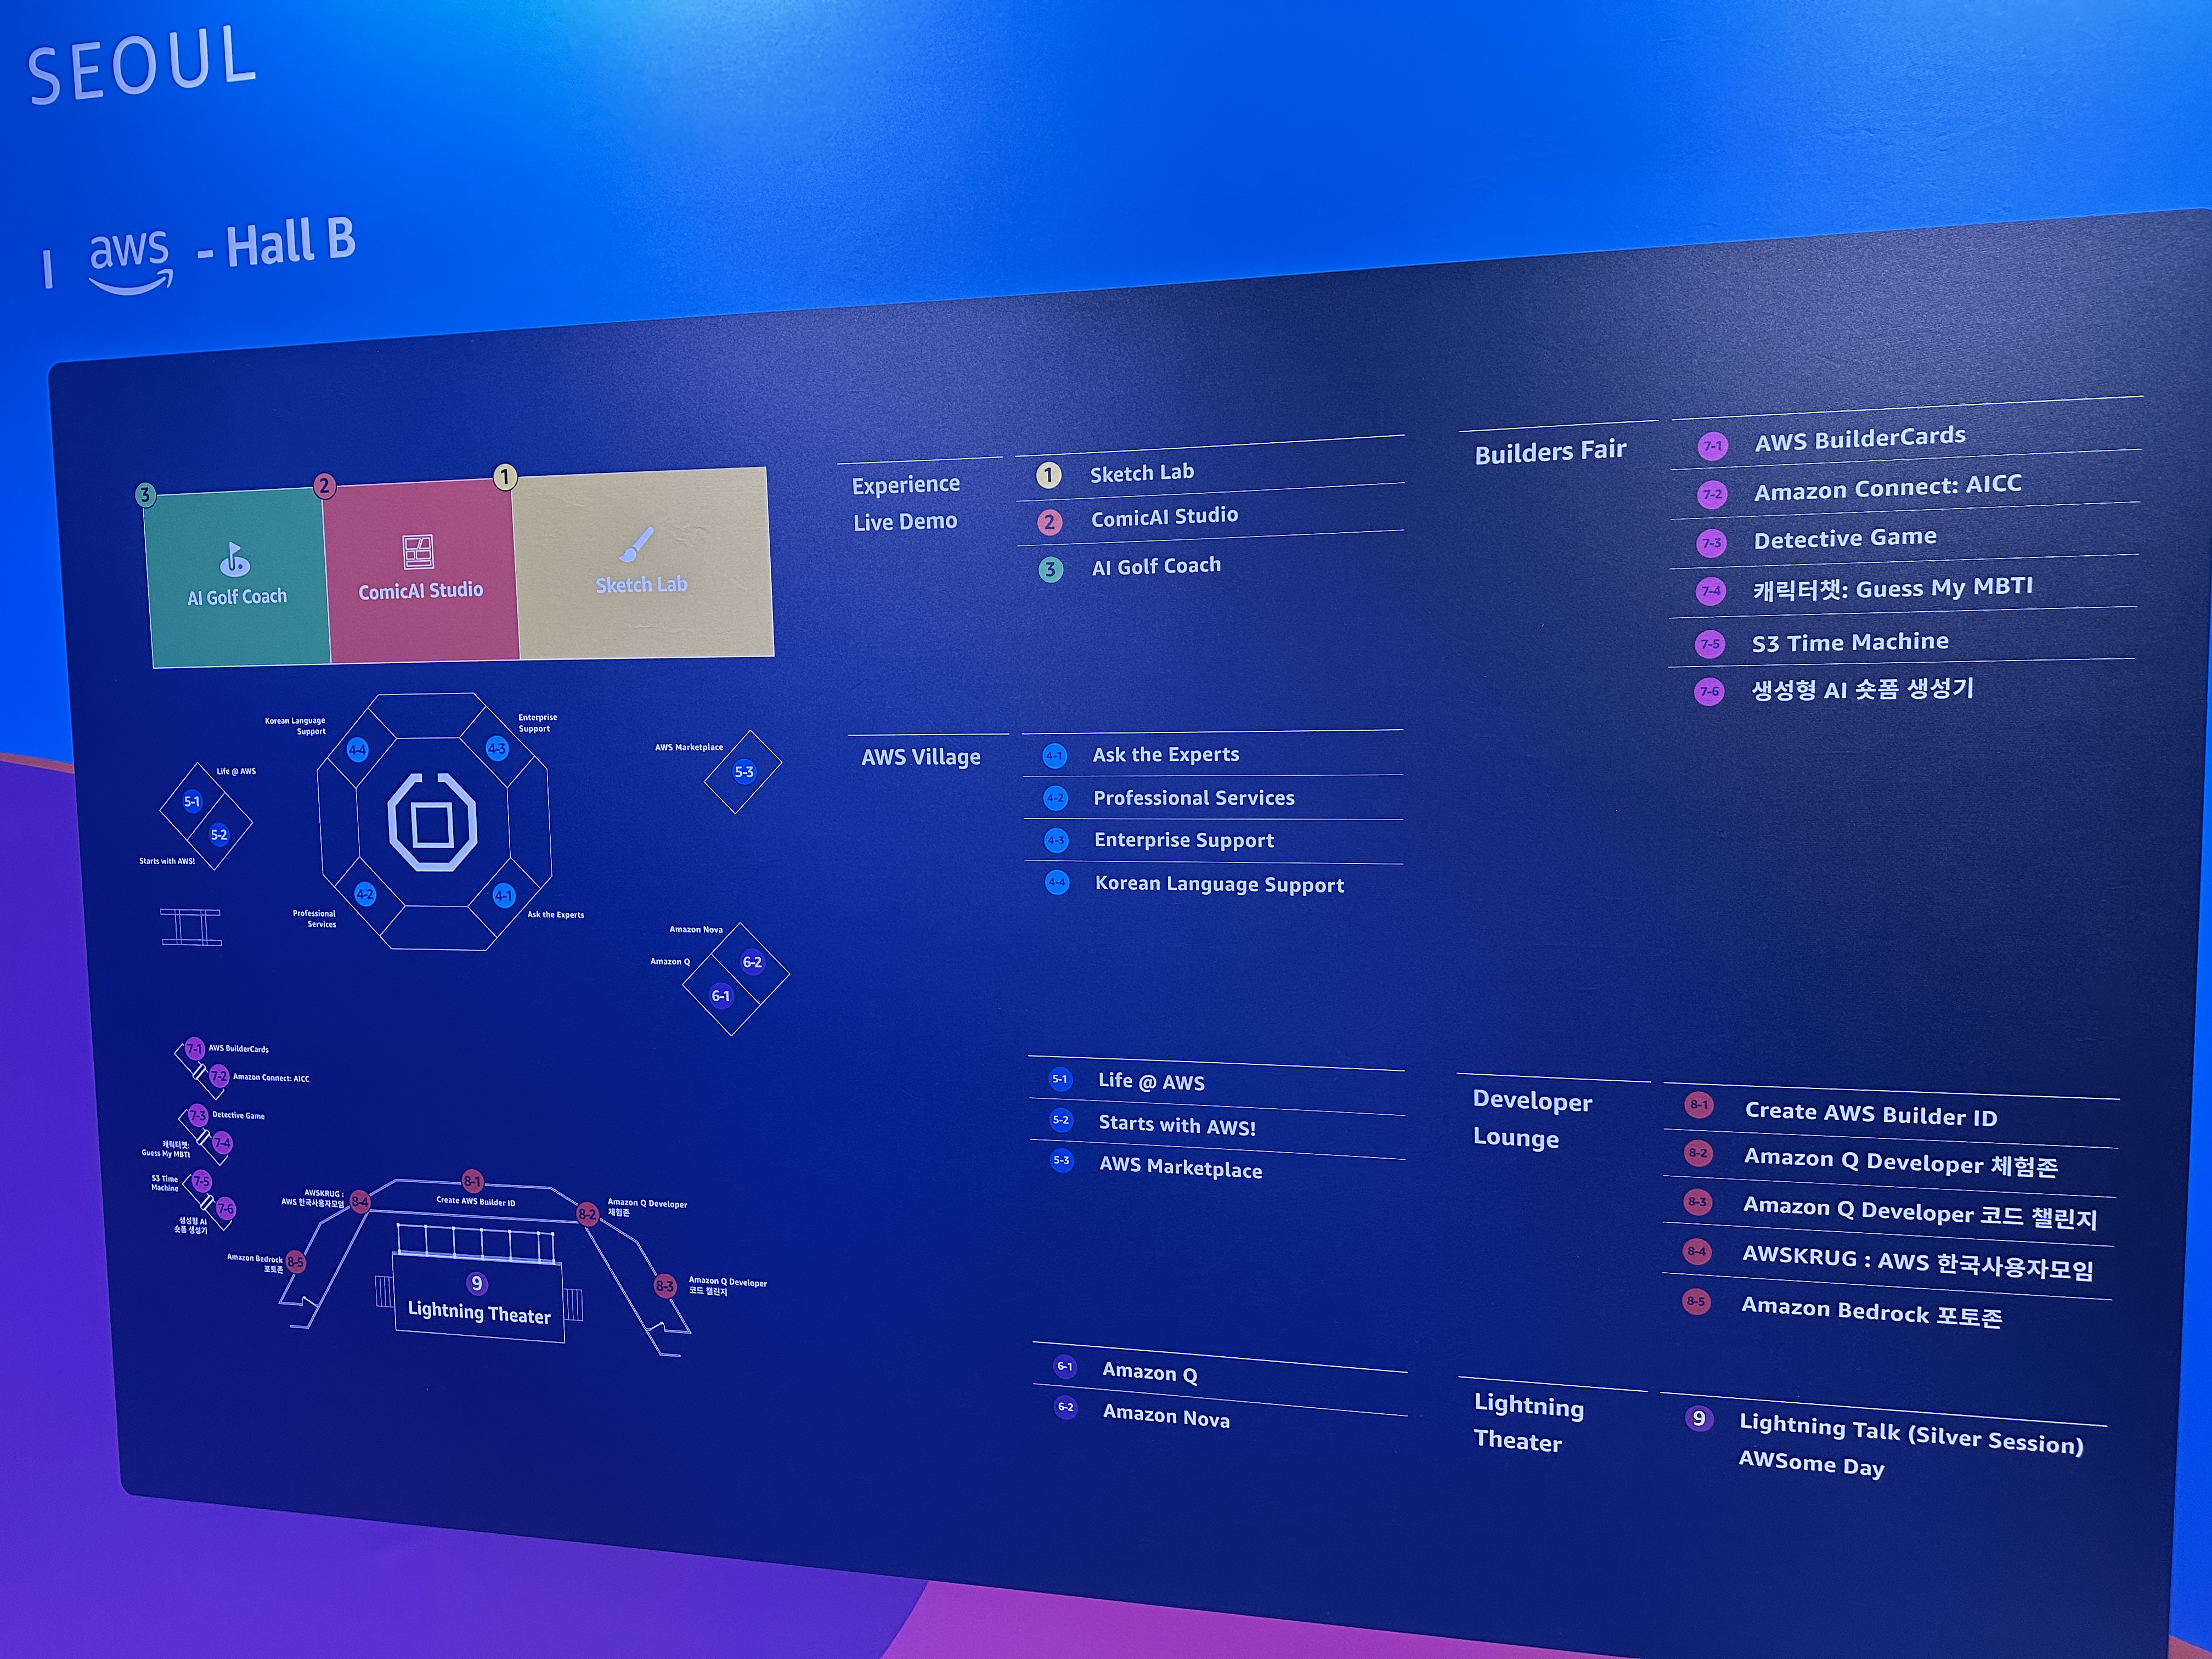 SEOUL
| aws - Hall B
3
2
1
AI Golf Coach
ComicAI Studio
Sketch Lab
Korean Language
Support
4-4
Enterprise
Support
4-3
AWS Marketplace
5-3
Life @ AWS
5-1
5-2
Starts with AWS!
4-2
Professional
Services
4-1
Ask the Experts
Amazon Nova
6-2
Amazon Q
6-1
7-1 AWS BuilderCards
7-2 Amazon Connect: AICC
7-3 Detective Game
7-4
캐릭터챗:
Guess My MBTI
S3 Time
Machine
7-5
7-6
생성형 AI
숏폼 생성기
AWSKRUG :
AWS 한국사용자모임
8-4
8-1
Create AWS Builder ID
8-2
Amazon Q Developer
체험존
Amazon Bedrock
포토존
8-5
8-3
Amazon Q Developer
코드 챌린지
9
Lightning Theater
Experience
Live Demo
1 Sketch Lab
2 ComicAI Studio
3 AI Golf Coach
AWS Village
4-1 Ask the Experts
4-2 Professional Services
4-3 Enterprise Support
4-4 Korean Language Support
5-1 Life @ AWS
5-2 Starts with AWS!
5-3 AWS Marketplace
6-1 Amazon Q
6-2 Amazon Nova
Builders Fair
7-1 AWS BuilderCards
7-2 Amazon Connect: AICC
7-3 Detective Game
7-4 캐릭터챗: Guess My MBTI
7-5 S3 Time Machine
7-6 생성형 AI 숏폼 생성기
Developer
Lounge
8-1 Create AWS Builder ID
8-2 Amazon Q Developer 체험존
8-3 Amazon Q Developer 코드 챌린지
8-4 AWSKRUG : AWS 한국사용자모임
8-5 Amazon Bedrock 포토존
Lightning
Theater
9 Lightning Talk (Silver Session)
AWSome Day